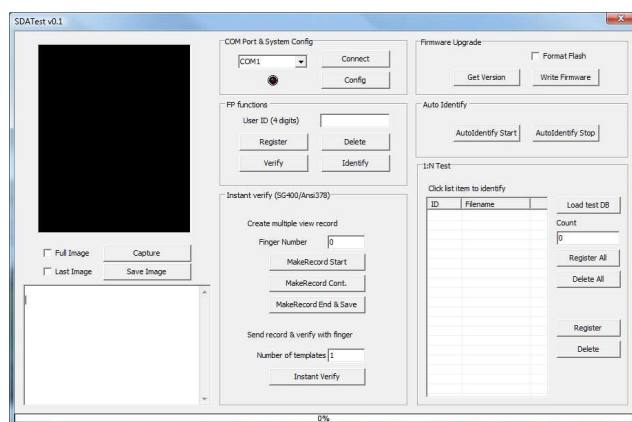 SDATest v0.1
Full Image
Capture
Last Image
Save Image
COM Port & System Config
COM1
Connect
Config
FP functions
User ID (4 digits)
Register
Delete
Verify
Identify
Instant verify (SG400/Ansi378)
Create multiple view record
Finger Number
0
MakeRecord Start
MakeRecord Cont.
MakeRecord End & Save
Send record & verify with finger
Number of templates
1
Instant Verify
Firmware Upgrade
Format Flash
Get Version
Write Firmware
Auto Identify
AutoIdentify Start
AutoIdentify Stop
1:N Test
Click list item to identify
ID
Filename
Load test DB
Count
0
Register All
Delete All
Register
Delete
0%